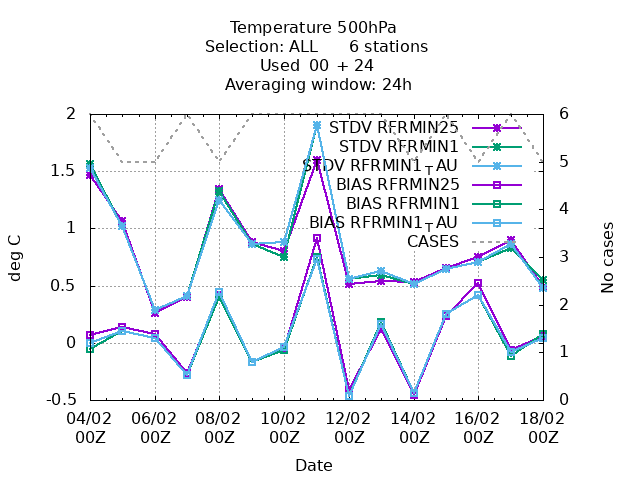 Temperature 500hPa
Selection: ALL 6 stations
Used 00 + 24
Averaging window: 24h
2
1.5
1
0.5
0
-0.5
deg C
6
5
4
3
2
1
0
No cases
STDV RFRMIN25
STDV RFRMIN1
STDV RFRMIN1TAU
BIAS RFRMIN25
BIAS RFRMIN1
BIAS RFRMIN1TAU
CASES
04/02 06/02 08/02 10/02 12/02 14/02 16/02 18/02
00Z 00Z 00Z 00Z 00Z 00Z 00Z 00Z
Date